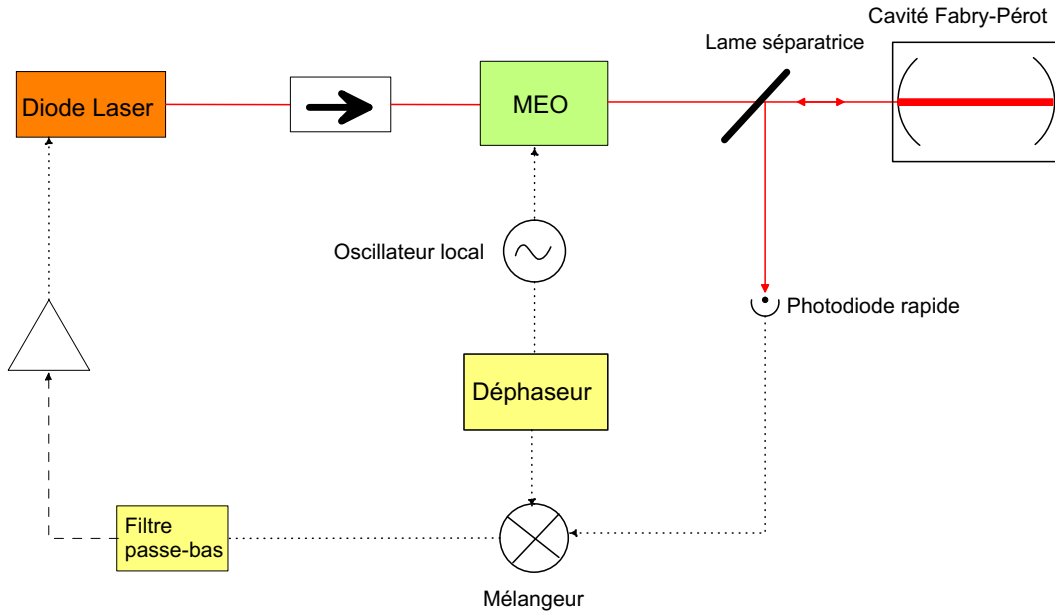 Cavité Fabry-Pérot
Lame séparatrice
Diode Laser
MEO
Oscillateur local
Photodiode rapide
Déphaseur
Filtre
passe-bas
Mélangeur